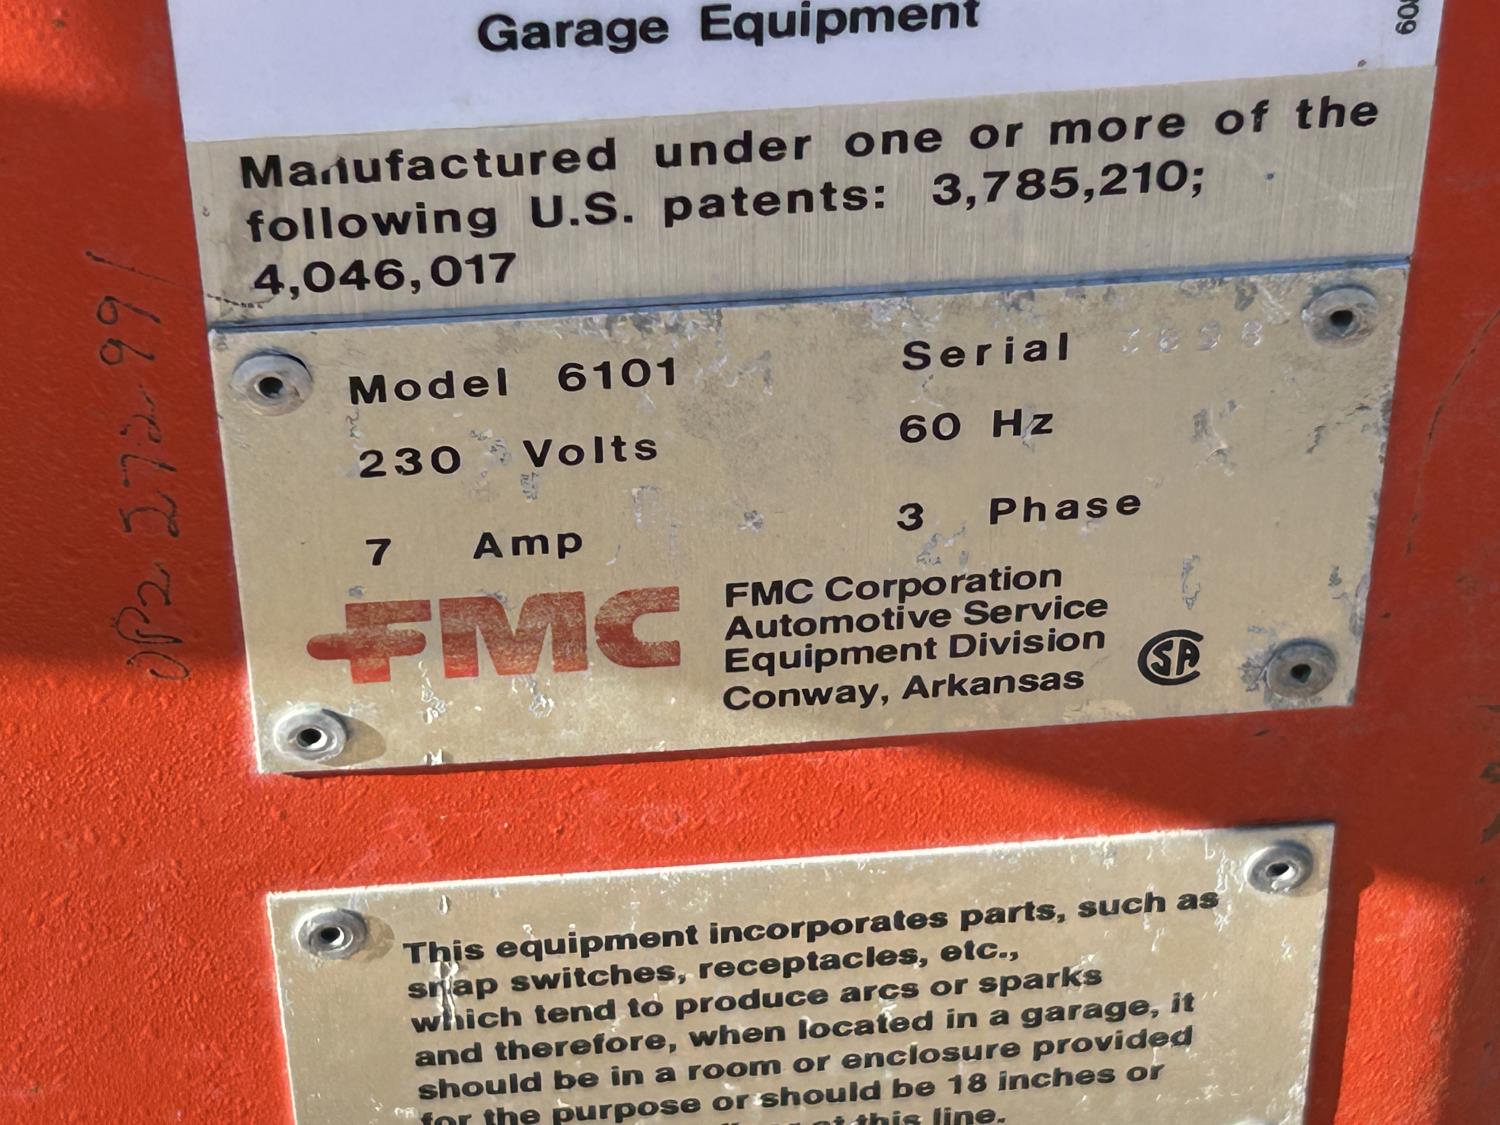 Garage Equipment
Manufactured under one or more of the
following U.S. patents: 3,785,210;
4,046,017
Model 6101 Serial
230 Volts 60 Hz
7 Amp 3 Phase
FMC
FMC Corporation
Automotive Service
Equipment Division
Conway, Arkansas
This equipment incorporates parts, such as
snap switches, receptacles, etc.,
which tend to produce arcs or sparks
and therefore, when located in a garage, it
should be in a room or enclosure provided
for the purpose or should be 18 inches or
at this line.